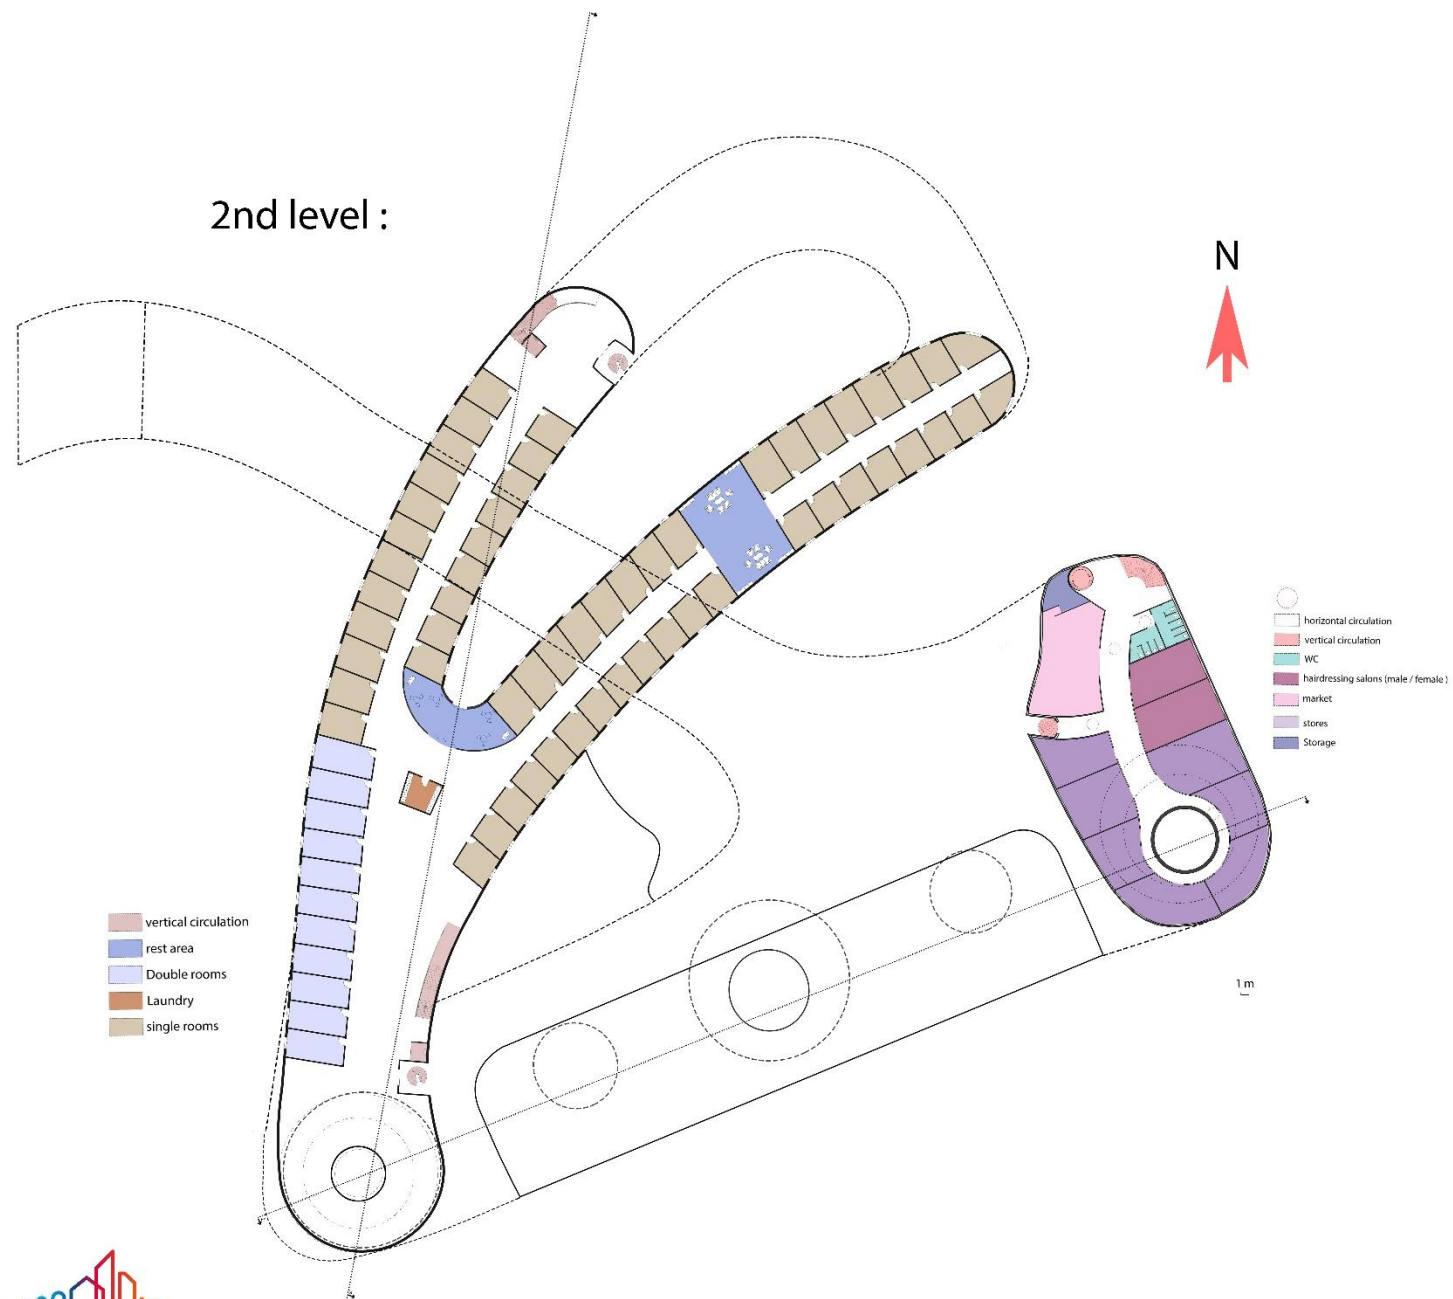 2nd level :
N
horizontal circulation
vertical circulation
WC
hairdressing salons (male / female )
market
stores
Storage
vertical circulation
rest area
Double rooms
Laundry
single rooms
1 m